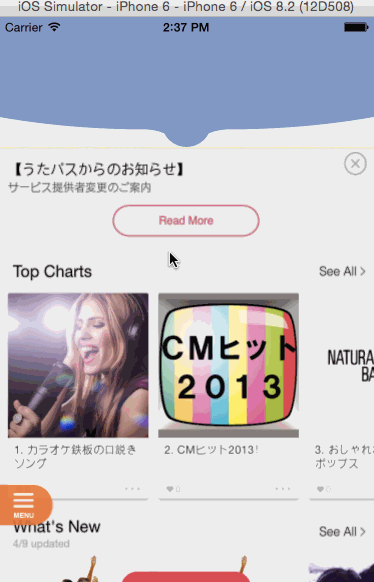 iOS Simulator - iPhone 6 - iPhone 6 / iOS 8.2 (12D508)
Carrier 2:37 PM
【うたパスからのお知らせ】
サービス提供者変更のご案内
Read More
Top Charts See All >
CMヒット
2013
NATURA
BA
1. カラオケ鉄板の口説き
ソング
2. CMヒット2013!
3. おしゃれ
ポップス
0
0
MENU
What's New See All >
4/9 updated